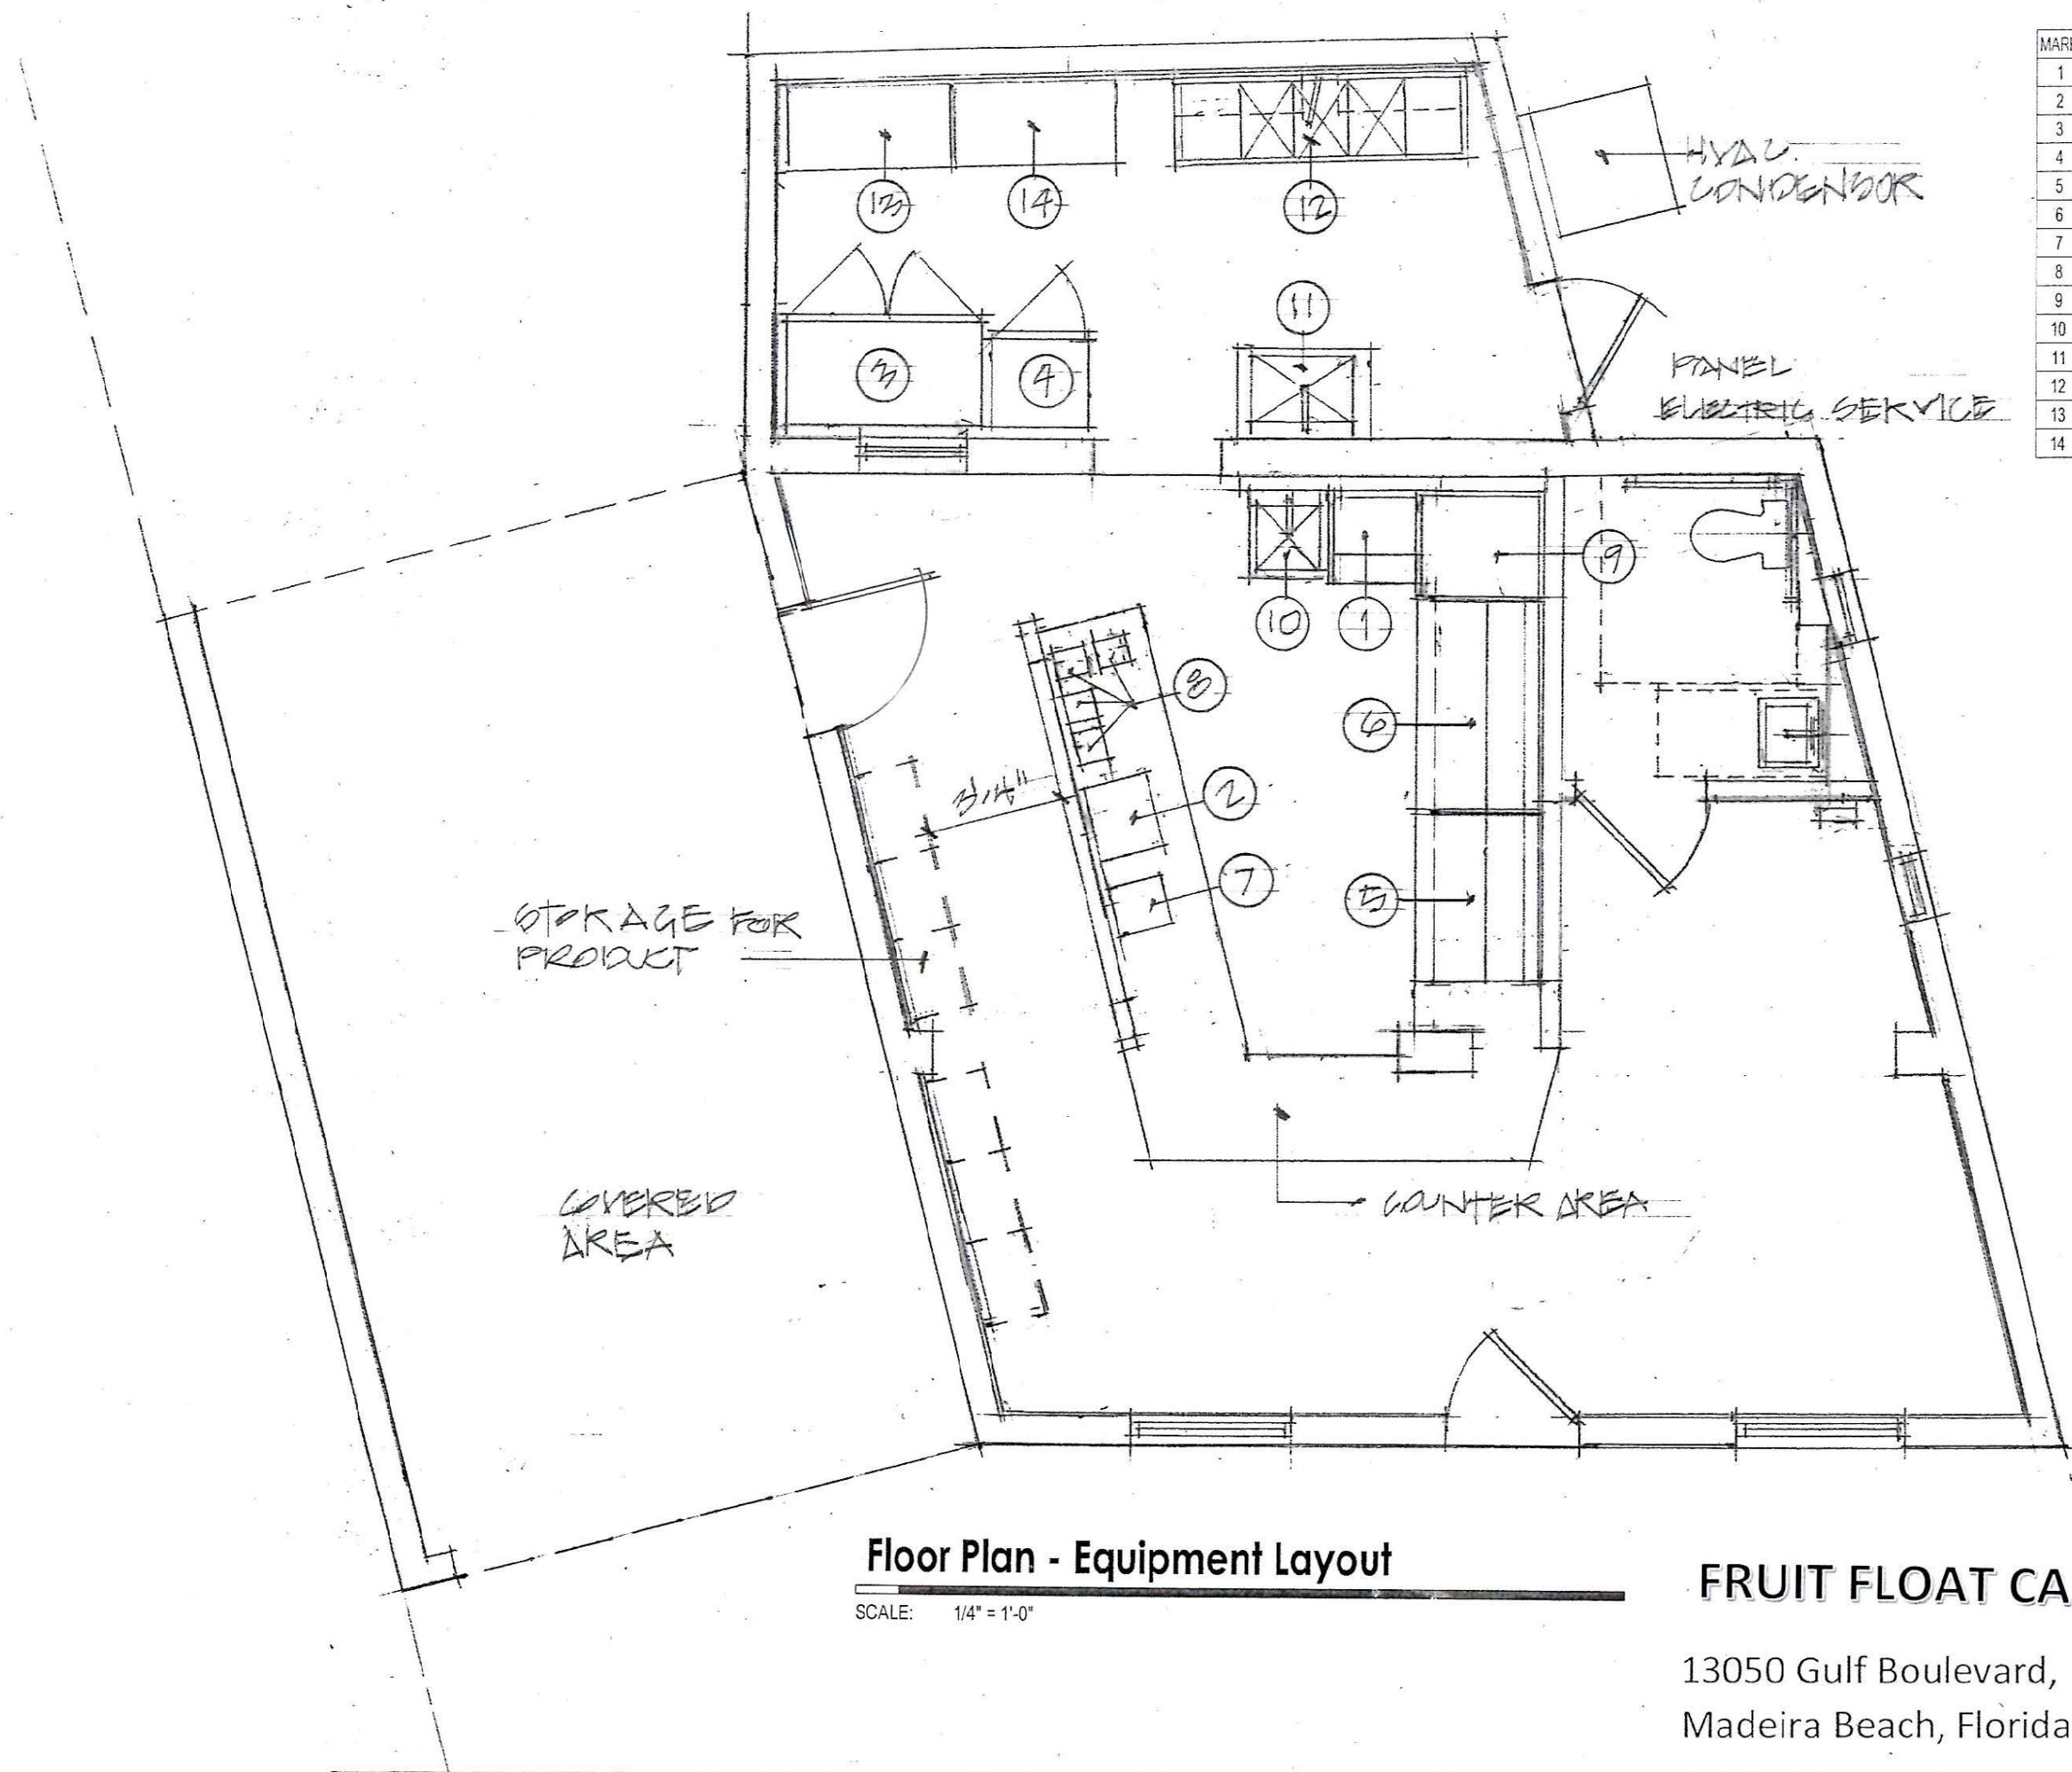 MARK
1
2
3
4
5
6
7
8
9
10
11
12
13
14
13
14
12
HVAC
CONDENSOR
11
3
4
PANEL
ELECTRIC SERVICE
10
1
9
8
6
2
3'-4"
7
5
STORAGE FOR
PRODUCT
COVERED
AREA
COUNTER AREA
Floor Plan - Equipment Layout
SCALE: 1/4" = 1'-0"
FRUIT FLOAT CA
13050 Gulf Boulevard,
Madeira Beach, Florida